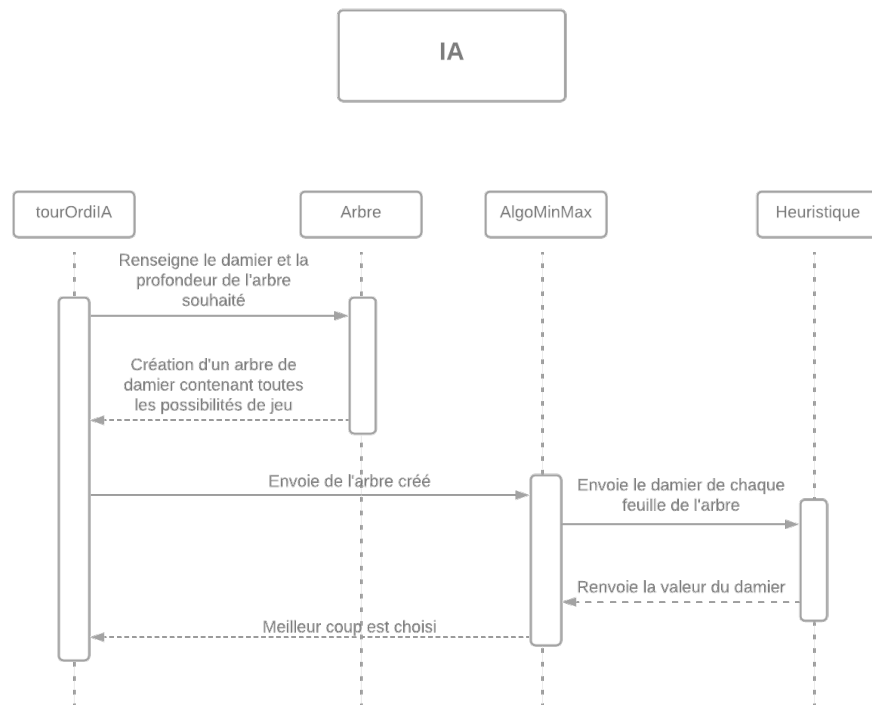 IA
tourOrdiIA
Arbre
AlgoMinMax
Heuristique
Renseigne le damier et la
profondeur de l'arbre
souhaité
Création d'un arbre de
damier contenant toutes
les possibilités de jeu
Envoie de l'arbre créé
Envoie le damier de chaque
feuille de l'arbre
Renvoie la valeur du damier
Meilleur coup est choisi